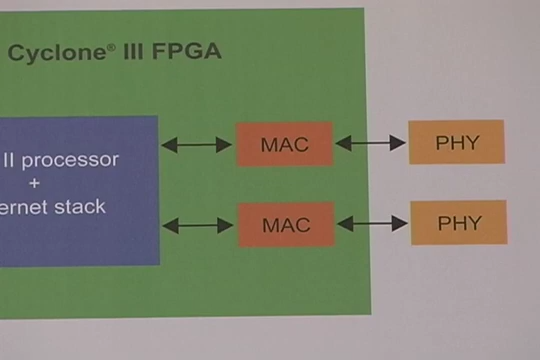 Cyclone® III FPGA
II processor
+
ernet stack
MAC
PHY
MAC
PHY